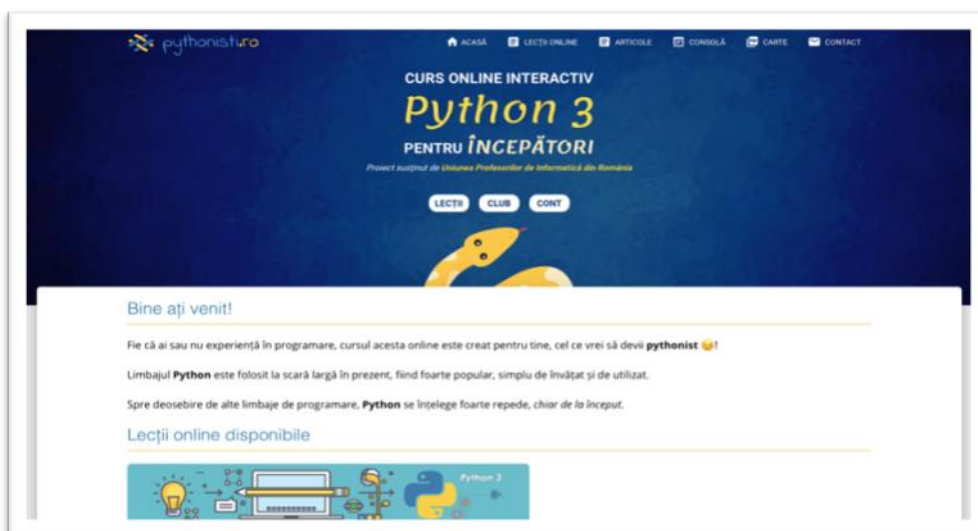 pythonisti.ro
ACASĂ LECȚII ONLINE ARTICOLE CONSOLĂ CARTE CONTACT
CURS ONLINE INTERACTIV
Python 3
PENTRU ÎNCEPĂTORI
Proiect susținut de Uniunea Profesorilor de Informatică din România
LECȚII CLUB CONT
Bine ați venit!
Fie că ai sau nu experiență în programare, cursul acesta online este creat pentru tine, cel ce vrei să devii pythonist 😉!
Limbajul Python este folosit la scară largă în prezent, fiind foarte popular, simplu de învățat și de utilizat.
Spre deosebire de alte limbaje de programare, Python se înțelege foarte repede, chiar de la început.
Lecții online disponibile
Python 3